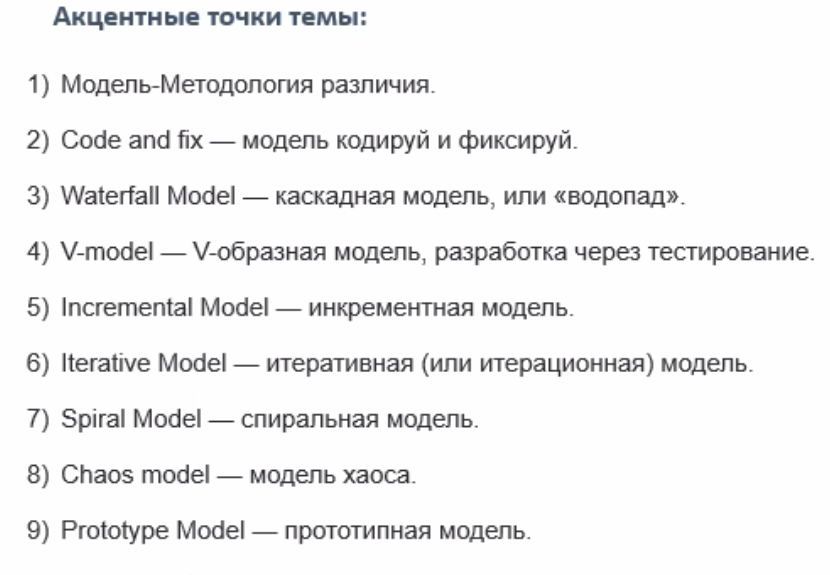 Акцентные точки темы:
1) Модель-Методология различия.
2) Code and fix — модель кодируй и фиксируй.
3) Waterfall Model — каскадная модель, или «водопад».
4) V-model — V-образная модель, разработка через тестирование.
5) Incremental Model — инкрементная модель.
6) Iterative Model — итеративная (или итерационная) модель.
7) Spiral Model — спиральная модель.
8) Chaos model — модель хаоса.
9) Prototype Model — прототипная модель.